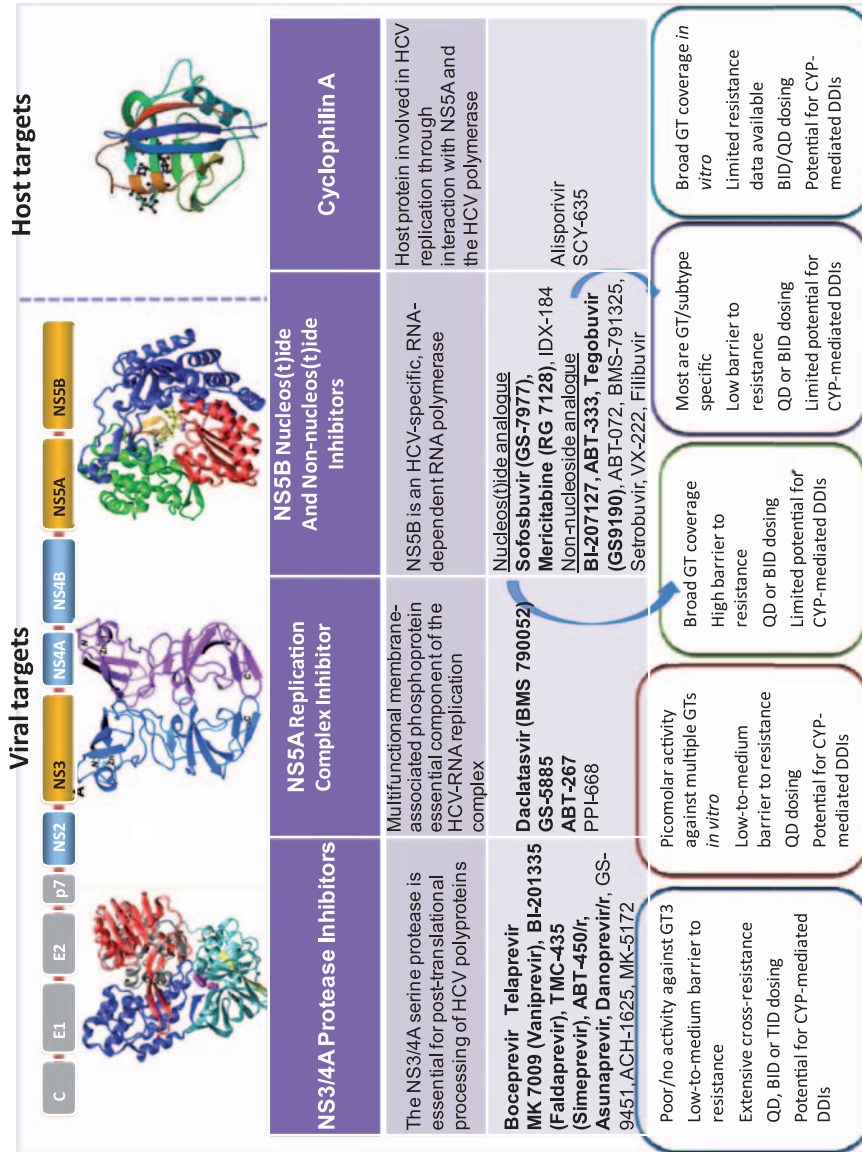 Viral targets
Host targets
C
E1
E2
p7
NS2
NS3
NS4A
NS4B
NS5A
NS5B
NS3/4A Protease Inhibitors
The NS3/4A serine protease is
essential for post-translational
processing of HCV polyproteins
Boceprevir Telaprevir
MK 7009 (Vaniprevir), BI-201335
(Faldaprevir), TMC-435
(Simeprevir), ABT-450/r,
Asunaprevir, Danoprevir/r, GS-
9451, ACH-1625, MK-5172
Poor/no activity against GT3
Low-to-medium barrier to
resistance
Extensive cross-resistance
QD, BID or TID dosing
Potential for CYP-mediated
DDIs
NS5A Replication
Complex Inhibitor
Multifunctional membrane-
associated phosphoprotein
essential component of the
HCV-RNA replication
complex
Daclatasvir (BMS 790052)
GS-5885
ABT-267
PPI-668
Picomolar activity
against multiple GTs
in vitro
Low-to-medium
barrier to resistance
QD dosing
Potential for CYP-
mediated DDIs
NS5B Nucleos(t)ide
And Non-nucleos(t)ide
Inhibitors
NS5B is an HCV-specific, RNA-
dependent RNA polymerase
Nucleos(t)ide analogue
Sofosbuvir (GS-7977),
Mericitabine (RG 7128), IDX-184
Non-nucleoside analogue
BI-207127, ABT-333, Tegobuvir
(GS9190), ABT-072, BMS-791325,
Setrobuvir, VX-222, Filibuvir
Broad GT coverage
High barrier to
resistance
QD or BID dosing
Limited potential for
CYP-mediated DDIs
Most are GT/subtype
specific
Low barrier to
resistance
QD or BID dosing
Limited potential for
CYP-mediated DDIs
Cyclophilin A
Host protein involved in HCV
replication through
interaction with NS5A and
the HCV polymerase
Alisporivir
SCY-635
Broad GT coverage in
vitro
Limited resistance
data available
BID/QD dosing
Potential for CYP-
mediated DDIs